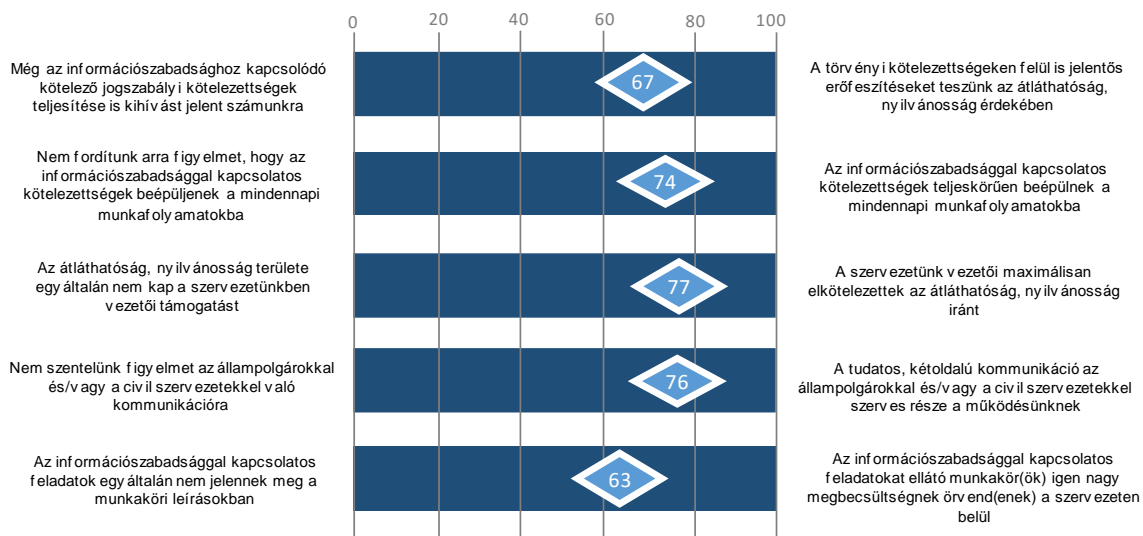 0 20 40 60 80 100
Még az információszabadsághoz kapcsolódó
kötelező jogszabályi kötelezettségek
teljesítése is kihívást jelent számunkra
67
A törvényi kötelezettségeken felül is jelentős
erőfeszítéseket teszünk az átláthatóság,
nyilvánosság érdekében
Nem fordítunk arra figyelmet, hogy az
információszabadsággal kapcsolatos
kötelezettségek beépüljenek a mindennapi
munkafolyamatokba
74
Az információszabadsággal kapcsolatos
kötelezettségek teljeskörűen beépülnek a
mindennapi munkafolyamatokba
Az átláthatóság, nyilvánosság területe
egyáltalán nem kap a szervezetünkben
vezetői támogatást
77
A szervezetünk vezetői maximálisan
elkötelezettek az átláthatóság, nyilvánosság
iránt
Nem szentelünk figyelmet az állampolgárokkal
és/vagy a civil szervezetekkel való
kommunikációra
76
A tudatos, kétoldalú kommunikáció az
állampolgárokkal és/vagy a civil szervezetekkel
szerves része a működésünknek
Az információszabadsággal kapcsolatos
feladatok egyáltalán nem jelennek meg a
munkaköri leírásokban
63
Az információszabadsággal kapcsolatos
feladatokat ellátó munkakör(ök) igen nagy
megbecsültségnek örvend(enek) a szervezeten
belül